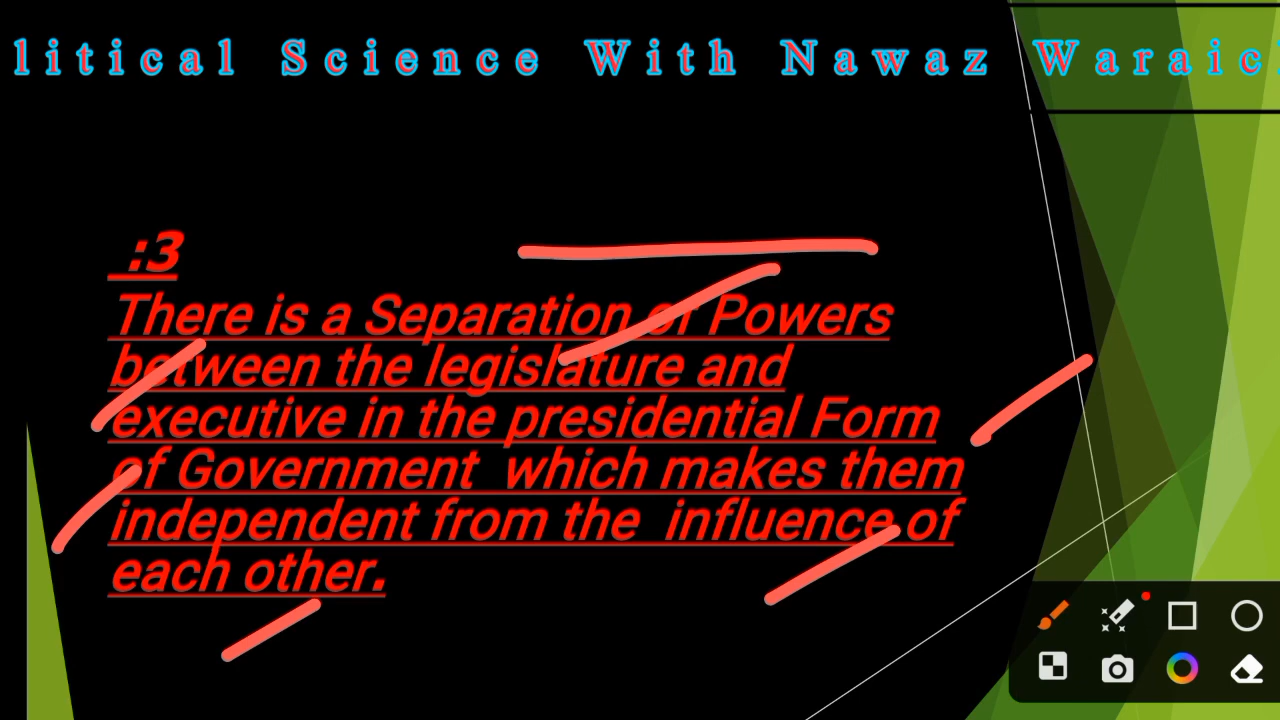 litical Science With Nawaz Waraic
:3
There is a Separation of Powers
between the legislature and
executive in the presidential Form
of Government which makes them
independent from the influence of
each other.